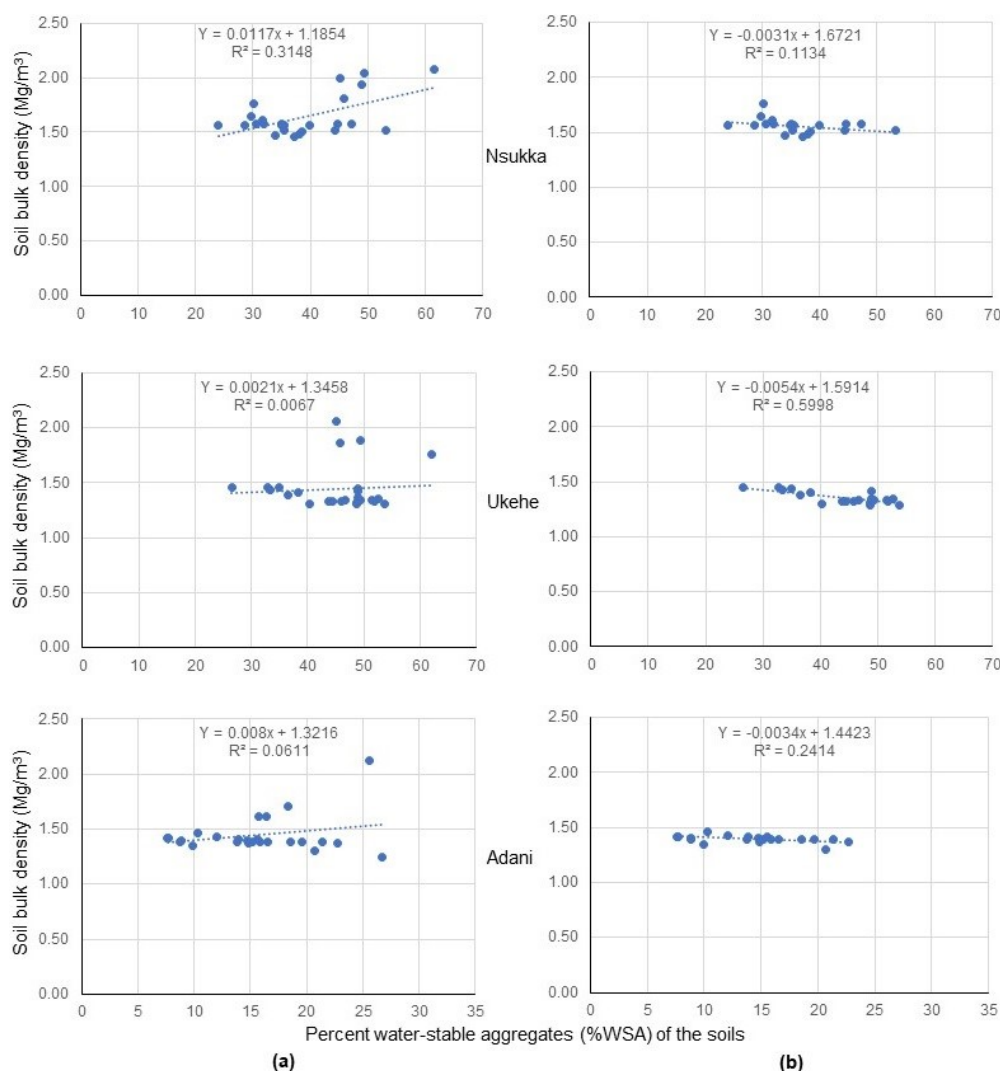 Y = 0.0117x + 1.1854
R² = 0.3148
Soil bulk density (Mg/m³)
2.50
2.00
1.50
1.00
0.50
0.00
0 10 20 30 40 50 60 70
Nsukka
Y = -0.0031x + 1.6721
R² = 0.1134
2.50
2.00
1.50
1.00
0.50
0.00
0 10 20 30 40 50 60 70
Y = 0.0021x + 1.3458
R² = 0.0067
Soil bulk density (Mg/m³)
2.50
2.00
1.50
1.00
0.50
0.00
0 10 20 30 40 50 60 70
Ukehe
Y = -0.0054x + 1.5914
R² = 0.5998
2.50
2.00
1.50
1.00
0.50
0.00
0 10 20 30 40 50 60 70
Y = 0.008x + 1.3216
R² = 0.0611
Soil bulk density (Mg/m³)
2.50
2.00
1.50
1.00
0.50
0.00
0 5 10 15 20 25 30 35
Adani
Y = -0.0034x + 1.4423
R² = 0.2414
2.50
2.00
1.50
1.00
0.50
0.00
0 5 10 15 20 25 30 35
Percent water-stable aggregates (%WSA) of the soils
(a)
(b)